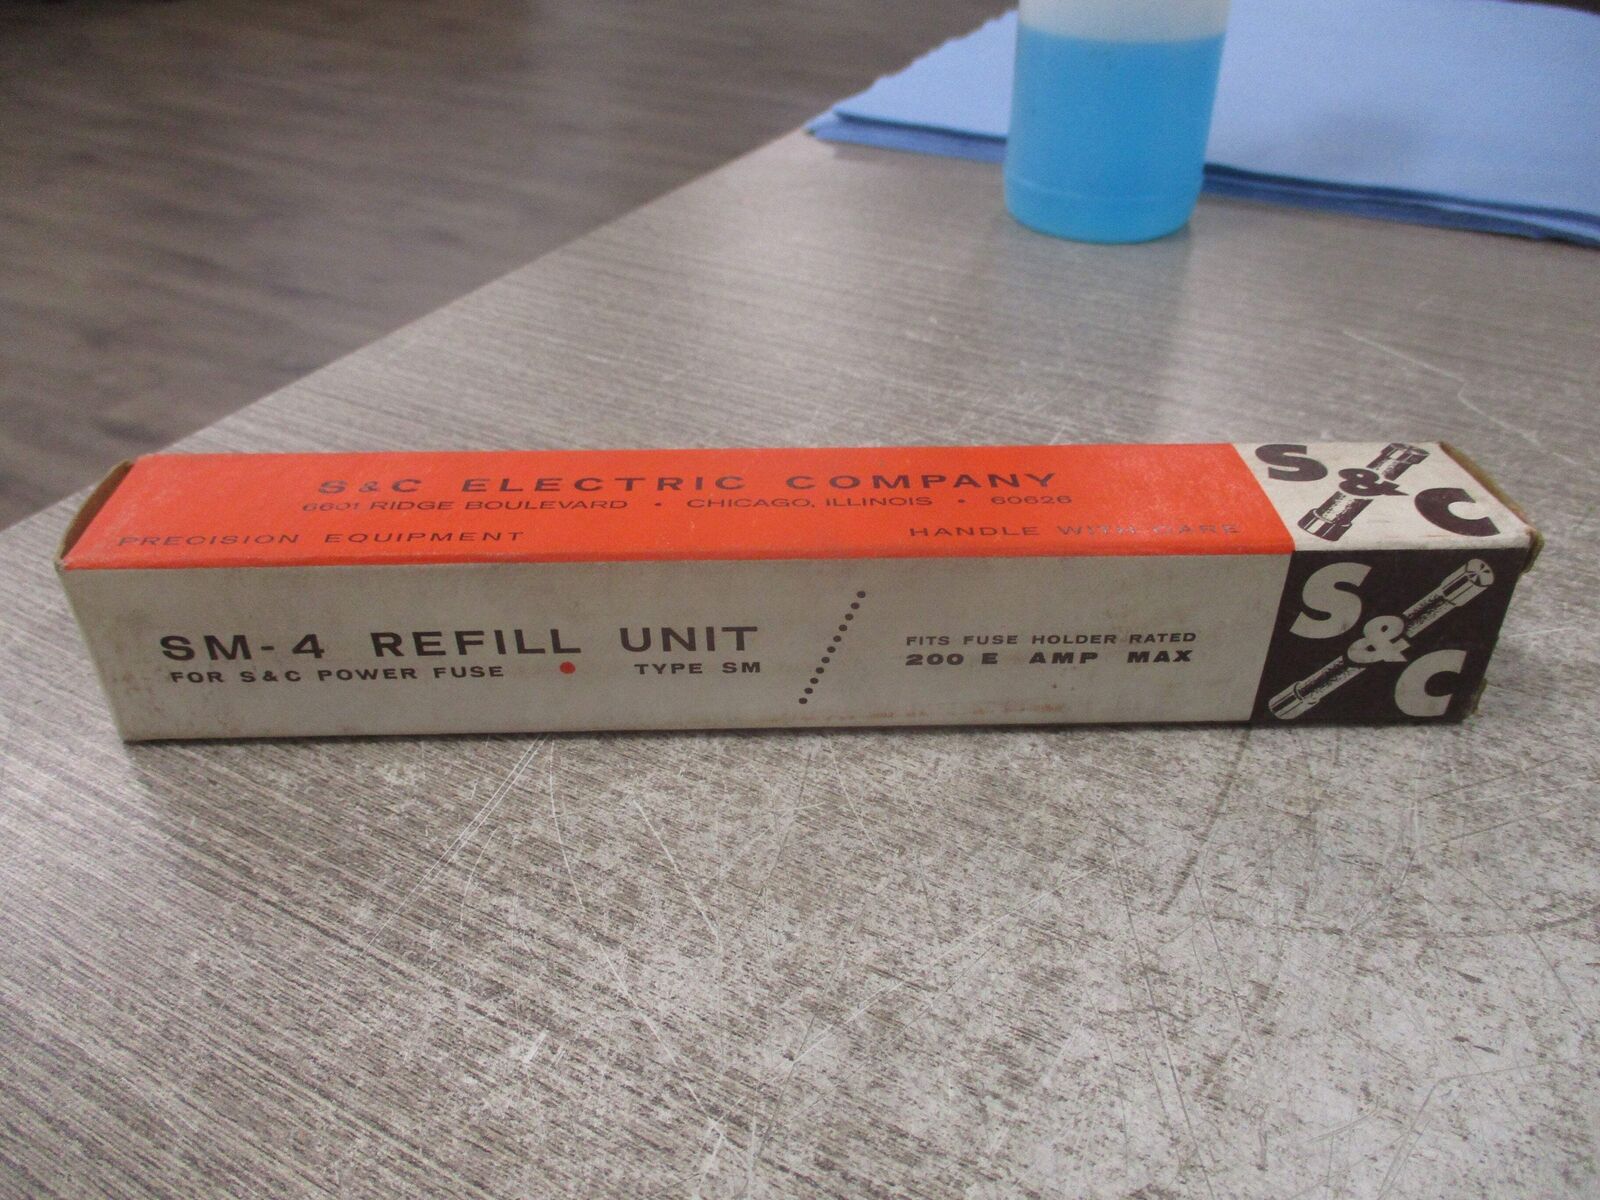 S&C ELECTRIC COMPANY
6601 RIDGE BOULEVARD • CHICAGO, ILLINOIS • 60626
PRECISION EQUIPMENT HANDLE WITH CARE
S&C
SM-4 REFILL UNIT
FOR S&C POWER FUSE • TYPE SM
FITS FUSE HOLDER RATED
200 E AMP MAX
S&C